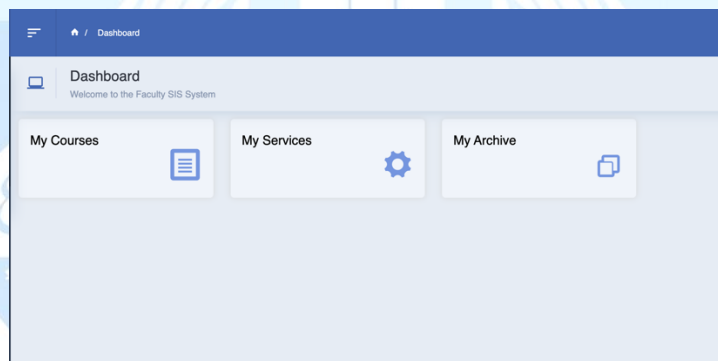 / Dashboard
Dashboard
Welcome to the Faculty SIS System
My Courses
My Services
My Archive